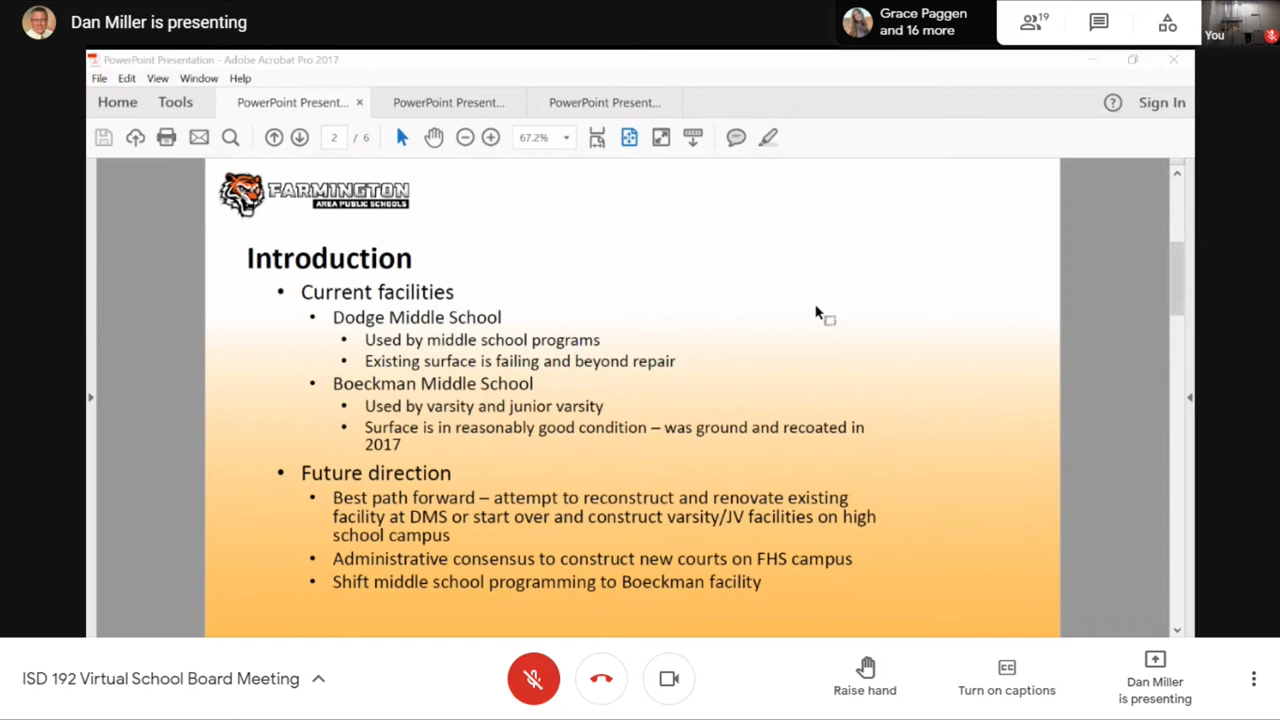 Dan Miller is presenting
Grace Paggen
and 16 more
19
You
PowerPoint Presentation - Adobe Acrobat Pro 2017
File Edit View Window Help
Home Tools PowerPoint Present... × PowerPoint Present... PowerPoint Present... ? Sign In
2 / 6 67.2%
FARMINGTON
AREA PUBLIC SCHOOLS
Introduction
• Current facilities
• Dodge Middle School
• Used by middle school programs
• Existing surface is failing and beyond repair
• Boeckman Middle School
• Used by varsity and junior varsity
• Surface is in reasonably good condition – was ground and recoated in
2017
• Future direction
• Best path forward – attempt to reconstruct and renovate existing
facility at DMS or start over and construct varsity/JV facilities on high
school campus
• Administrative consensus to construct new courts on FHS campus
• Shift middle school programming to Boeckman facility
ISD 192 Virtual School Board Meeting
Raise hand
CC
Turn on captions
Dan Miller
is presenting